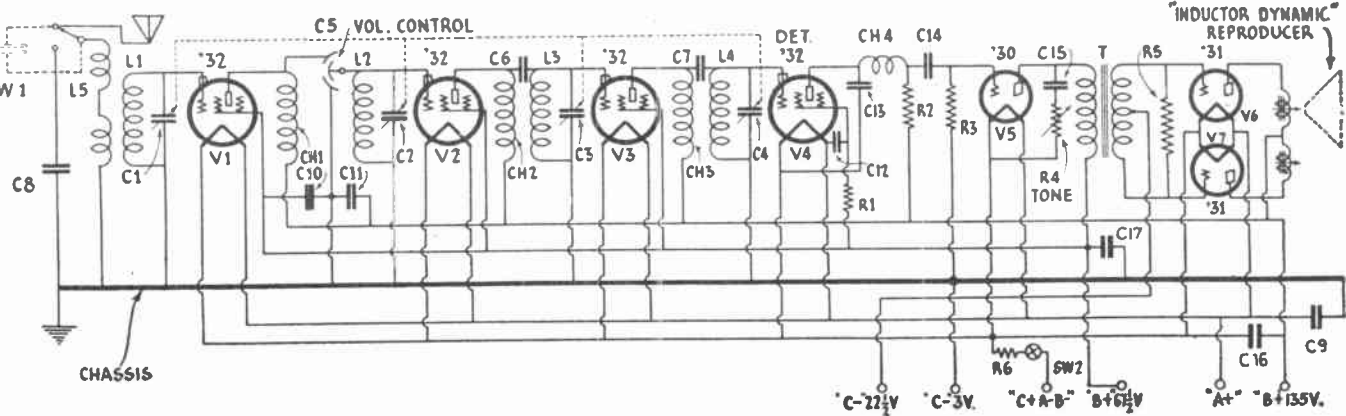 "INDUCTOR DYNAMIC"
REPRODUCER
C5 VOL. CONTROL
DET.
L1 '32 L2 '32 C6 L3 '32 C7 L4 '32 CH4 C14 '30 C15 T R5 '31
W1 L5 C13 R2 R3 V5 V6
V1 CH1 C2 V2 C3 V3 C4 V4 V7
C8 C1 C10 C11 CH2 CH3 C12 R4
TONE
R1 '31
C17
CHASSIS
R6 SW2 C16 C9
"C-"22½V "C-"3V. "C+A-B-" "B+"67½V "A+" "B+135V.